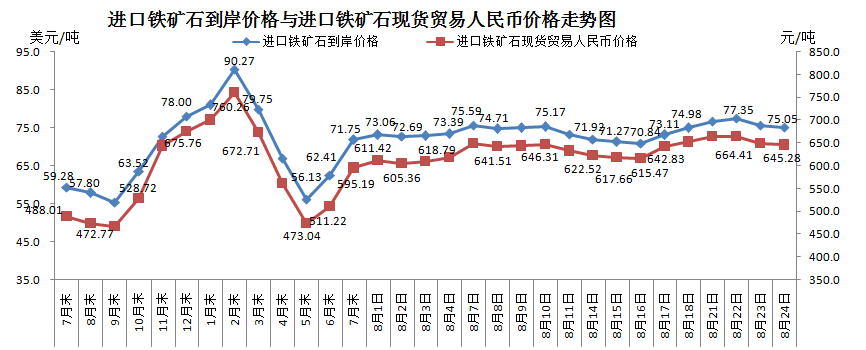 进口铁矿石到岸价格与进口铁矿石现货贸易人民币价格走势图
美元/吨
元/吨
进口铁矿石到岸价格 进口铁矿石现货贸易人民币价格
95.0
85.0
75.0
65.0
55.0
45.0
35.0
850.0
800.0
750.0
700.0
650.0
600.0
550.0
500.0
450.0
400.0
350.0
59.28 57.80 63.52 78.00 90.27 79.75 56.13 62.41 71.75 73.06 72.69 73.39 75.59 74.71 75.17 71.92 71.27 70.84 73.11 74.98 77.35 75.05
488.01 472.77 528.72 675.76 760.26 672.71 473.04 511.22 595.19 611.42 605.36 618.79 641.51 646.31 622.52 617.66 615.47 642.83 664.41 645.28
7月末
8月末
9月末
10月末
11月末
12月末
1月末
2月末
3月末
4月末
5月末
6月末
7月末
8月1日
8月2日
8月3日
8月4日
8月7日
8月8日
8月9日
8月10日
8月11日
8月14日
8月15日
8月16日
8月17日
8月18日
8月21日
8月22日
8月23日
8月24日